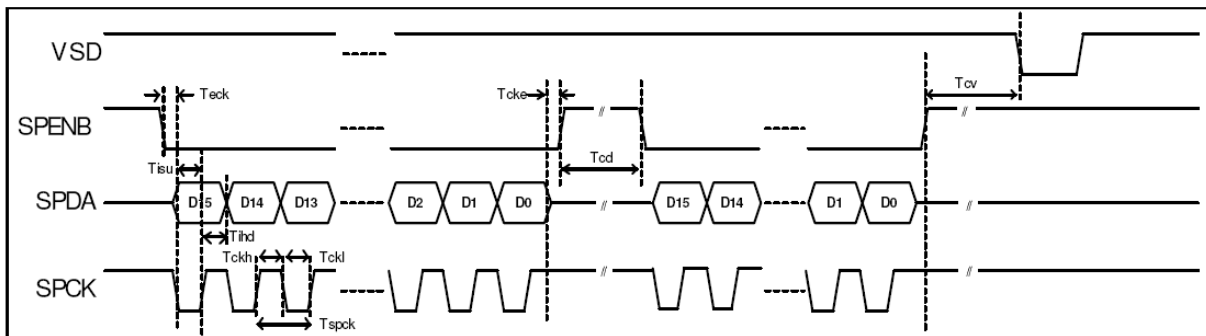 VSD
Teck Tcke Tcv
SPENB
Tisu Tcd
SPDA D15 D14 D13 D2 D1 D0 D15 D14 D1 D0
Tihd
Tckh Tckl
SPCK
Tspck